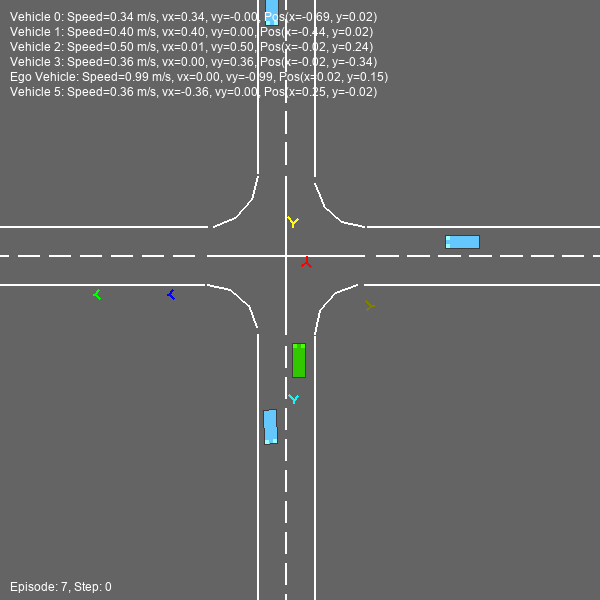 Vehicle 0: Speed=0.34 m/s, vx=0.34, vy=-0.00, Pos(x=-0.69, y=0.02)
Vehicle 1: Speed=0.40 m/s, vx=0.40, vy=0.00, Pos(x=-0.44, y=0.02)
Vehicle 2: Speed=0.50 m/s, vx=0.01, vy=0.50, Pos(x=-0.02, y=0.24)
Vehicle 3: Speed=0.36 m/s, vx=0.00, vy=0.36, Pos(x=-0.02, y=-0.34)
Ego Vehicle: Speed=0.99 m/s, vx=0.00, vy=-0.99, Pos(x=0.02, y=0.15)
Vehicle 5: Speed=0.36 m/s, vx=-0.36, vy=0.00, Pos(x=0.25, y=-0.02)
Episode: 7, Step: 0